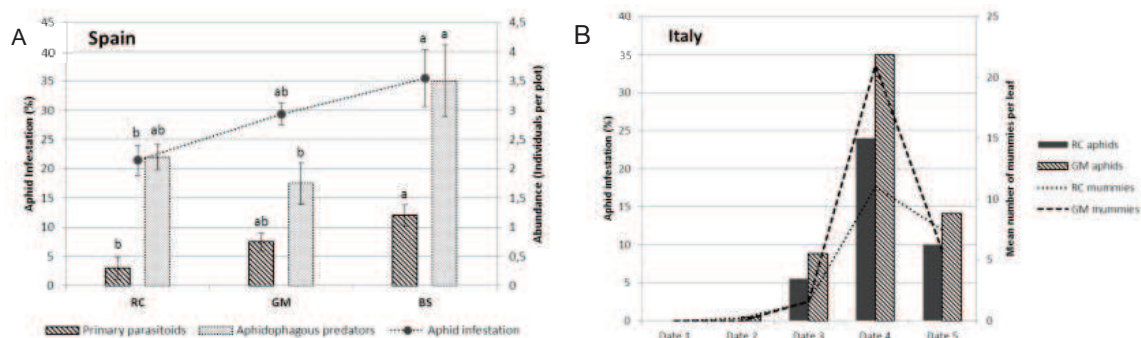 A
Spain
Aphid Infestation (%)
45
40
35
30
25
20
15
10
5
0
b
b
ab
ab
ab
b
a
a
a
4,5
4
3,5
3
2,5
2
1,5
1
0,5
0
Abundance (Individuals per plot)
RC
GM
BS
Primary parasitoids
Aphidophagous predators
Aphid infestation
B
Italy
Aphid infestation (%)
40
35
30
25
20
15
10
5
0
25
20
15
10
5
0
Mean number of mummies per leaf
Date 1
Date 2
Date 3
Date 4
Date 5
RC aphids
GM aphids
RC mummies
GM mummies